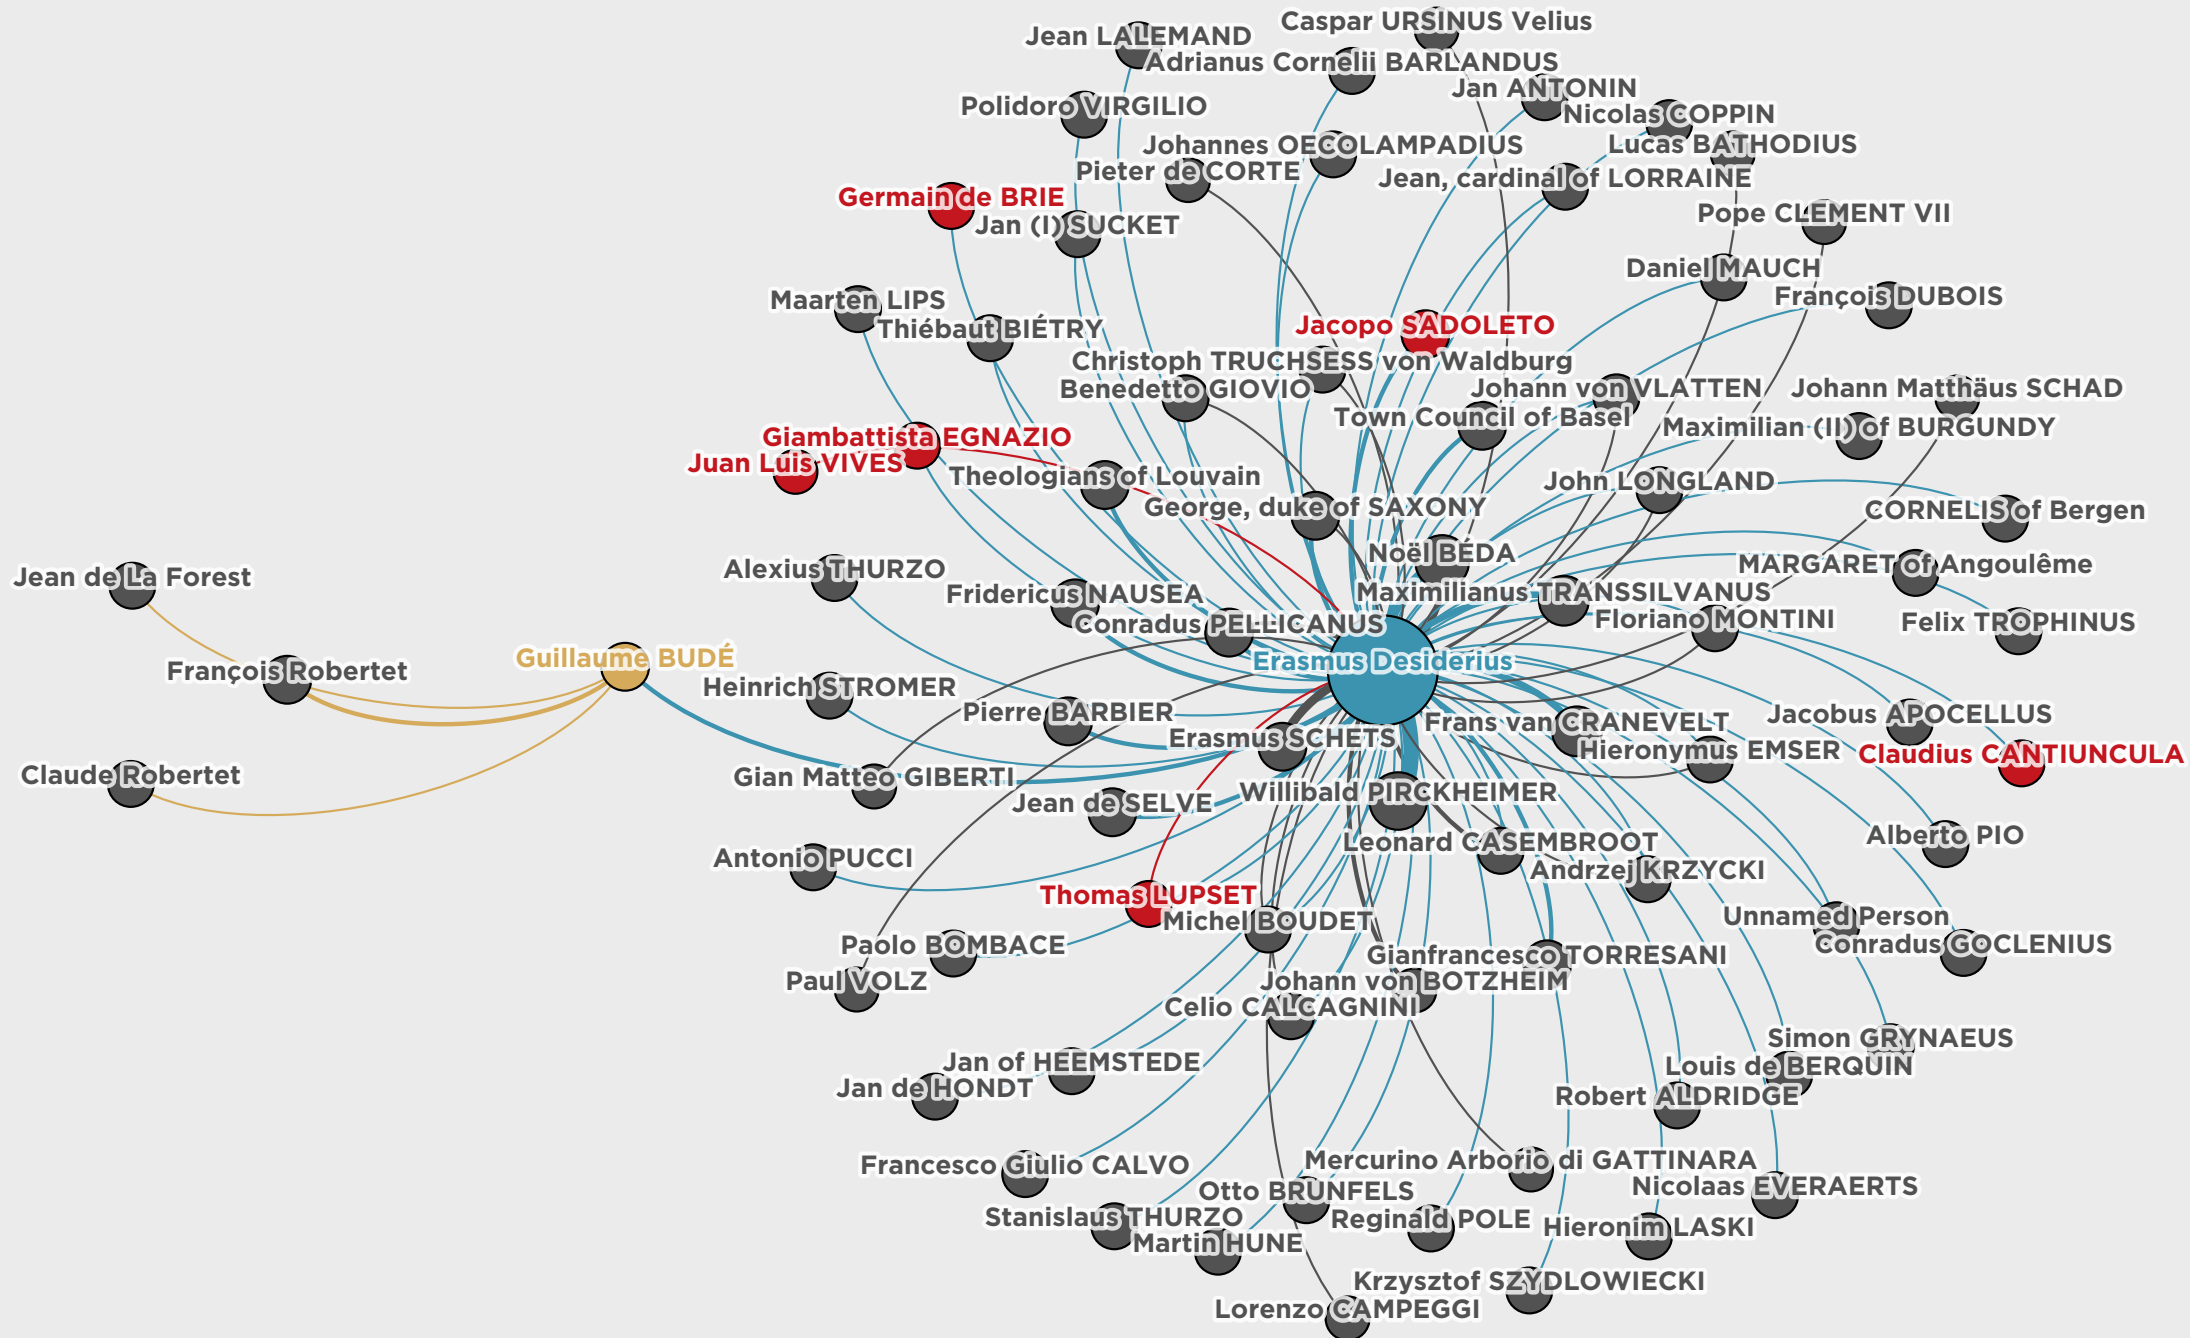 Caspar URSINUS Velius
Jean LALEMAND
Adrianus Cornelii BARLANDUS
Jan ANTONIN
Polidoro VIRGILIO
Nicolas COPPIN
Johannes OECOLAMPADIUS
Lucas BATHODIUS
Pieter de CORTE
Jean, cardinal of LORRAINE
Germain de BRIE
Pope CLEMENT VII
Jan (I) SUCKET
Daniel MAUCH
François DUBOIS
Maarten LIPS
Thiébaut BIÉTRY
Jacopo SADOLETO
Christoph TRUCHSESS von Waldburg
Benedetto GIOVIO
Johann von VLATTEN
Johann Matthäus SCHAD
Town Council of Basel
Maximilian (II) of BURGUNDY
Giambattista EGNAZIO
Juan Luis VIVES
Theologians of Louvain
John LONGLAND
George, duke of SAXONY
CORNELIS of Bergen
Noël BÉDA
Alexius THURZO
MARGARET of Angoulême
Jean de La Forest
Fridericus NAUSEA
Maximilianus TRANSSILVANUS
Conradus PELLICANUS
Floriano MONTINI
Felix TROPHINUS
Guillaume BUDÉ
Erasmus Desiderius
François Robertet
Heinrich STROMER
Pierre BARBIER
Jacobus APOCELLUS
Frans van CRANEVELT
Erasmus SCHETS
Hieronymus EMSER
Claudius CANTIUNCULA
Claude Robertet
Gian Matteo GIBERTI
Willibald PIRCKHEIMER
Jean de SELVE
Alberto PIO
Leonard CASEMBROOT
Antonio PUCCI
Andrzej KRZYCKI
Thomas LUPSET
Michel BOUDET
Unnamed Person
Paolo BOMBACE
Conradus GOCLENIUS
Gianfrancesco TORRESANI
Paul VOLZ
Johann von BOTZHEIM
Celio CALCAGNINI
Simon GRYNAEUS
Jan of HEEMSTEDE
Louis de BERQUIN
Jan de HONDT
Robert ALDRIDGE
Francesco Giulio CALVO
Mercurino Arborio di GATTINARA
Otto BRUNFELS
Nicolaas EVERAERTS
Stanislaus THURZO
Reginald POLE
Hieronim LASKI
Martin HUNE
Krzysztof SZYDLOWIECKI
Lorenzo CAMPEGGI